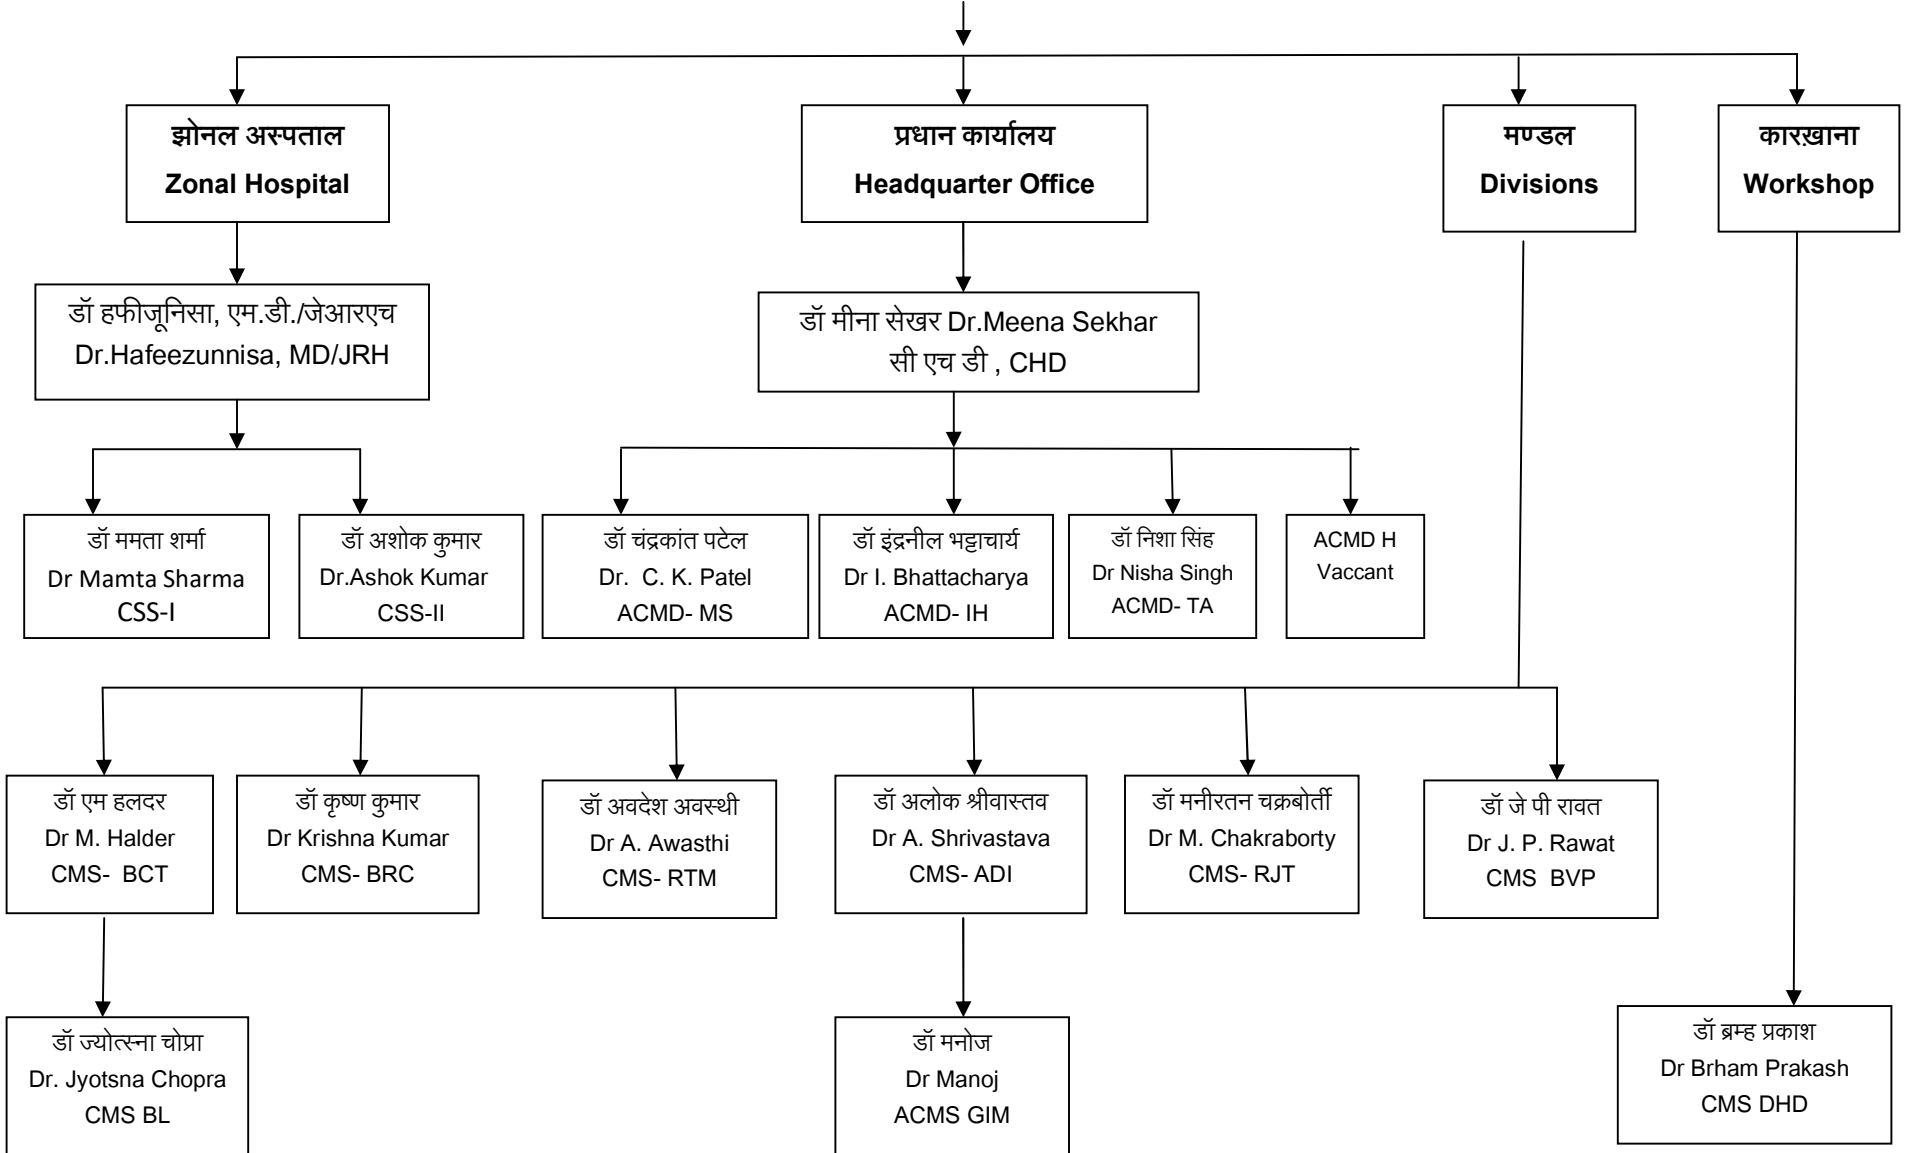 झोनल अस्पताल
Zonal Hospital
प्रधान कार्यालय
Headquarter Office
मण्डल
Divisions
कारख़ाना
Workshop
डॉ हफीजूनिसा, एम.डी./जेआरएच
Dr.Hafeezunnisa, MD/JRH
डॉ मीना सेखर Dr.Meena Sekhar
सी एच डी , CHD
डॉ ममता शर्मा
Dr Mamta Sharma
CSS-I
डॉ अशोक कुमार
Dr.Ashok Kumar
CSS-II
डॉ चंद्रकांत पटेल
Dr. C. K. Patel
ACMD- MS
डॉ इंद्रनील भट्टाचार्य
Dr I. Bhattacharya
ACMD- IH
डॉ निशा सिंह
Dr Nisha Singh
ACMD- TA
ACMD H
Vaccant
डॉ एम हलदर
Dr M. Halder
CMS- BCT
डॉ कृष्ण कुमार
Dr Krishna Kumar
CMS- BRC
डॉ अवदेश अवस्थी
Dr A. Awasthi
CMS- RTM
डॉ अलोक श्रीवास्तव
Dr A. Shrivastava
CMS- ADI
डॉ मनीरतन चक्रबोर्ती
Dr M. Chakraborty
CMS- RJT
डॉ जे पी रावत
Dr J. P. Rawat
CMS BVP
डॉ ज्योत्स्ना चोप्रा
Dr. Jyotsna Chopra
CMS BL
डॉ मनोज
Dr Manoj
ACMS GIM
डॉ ब्रम्ह प्रकाश
Dr Brham Prakash
CMS DHD